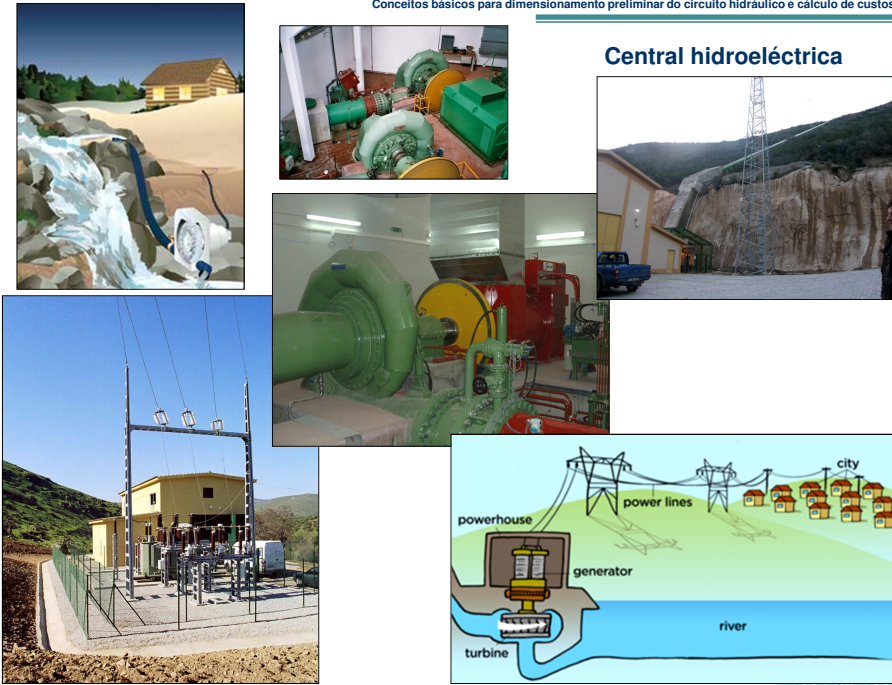 Conceitos básicos para dimensionamento preliminar do circuito hidráulico e cálculo de custos
Central hidroeléctrica
city
power lines
powerhouse
generator
river
turbine